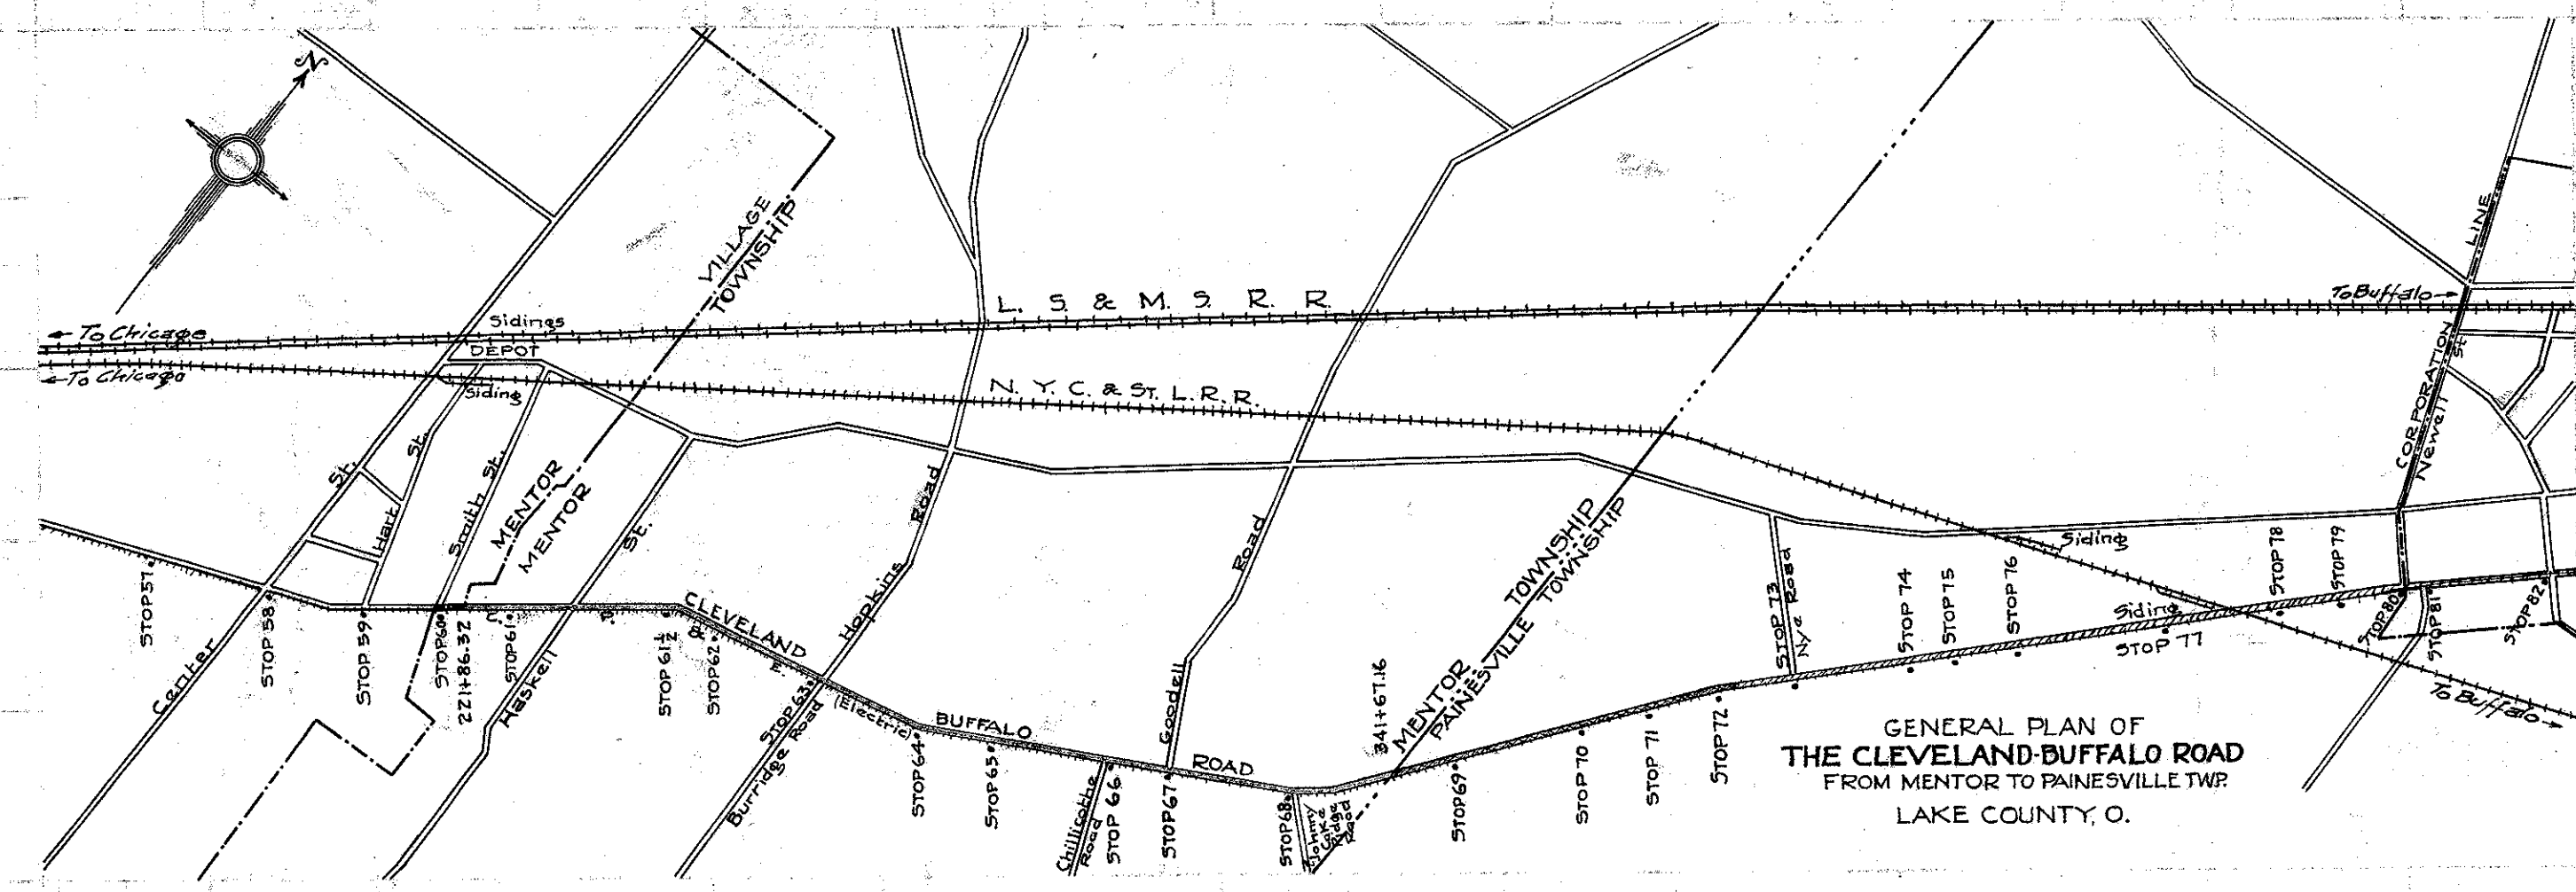 N
VILLAGE
TOWNSHIP
L. S. & M. S. R. R.
← To Chicago
Sidings
DEPOT
← To Chicago
Siding
N. Y. C. & ST. L. R. R.
To Buffalo →
LINE
CORPORATION
Newell St
Center St.
Hart St.
Smith St.
MENTOR
MENTOR
Haskell St.
Hopkins Road
Goodell Road
MENTOR TOWNSHIP
PAINESVILLE TOWNSHIP
Nye Road
Siding
Siding
To Buffalo →
CLEVELAND BUFFALO ROAD
C.
E.
(Electric)
Burridge Road
Chillicothe
Road
Johnny
Cake
Ridge
Road
STOP 57
STOP 58
STOP 59
STOP 60
221+86.32
STOP 61
STOP 61 1/2
STOP 62
STOP 63
STOP 64
STOP 65
STOP 66
STOP 67
STOP 68
341+67.16
STOP 69
STOP 70
STOP 71
STOP 72
STOP 73
STOP 74
STOP 75
STOP 76
STOP 77
STOP 78
STOP 79
STOP 80
STOP 81
STOP 82
GENERAL PLAN OF
THE CLEVELAND-BUFFALO ROAD
FROM MENTOR TO PAINESVILLE TWP.
LAKE COUNTY, O.